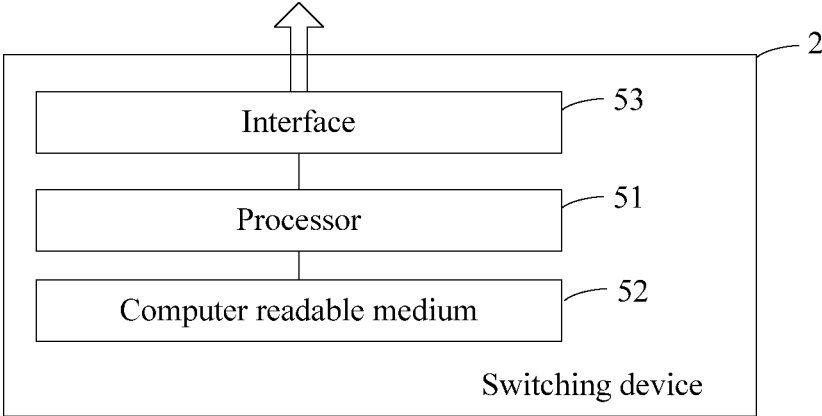 2
Interface
53
Processor
51
Computer readable medium
52
Switching device